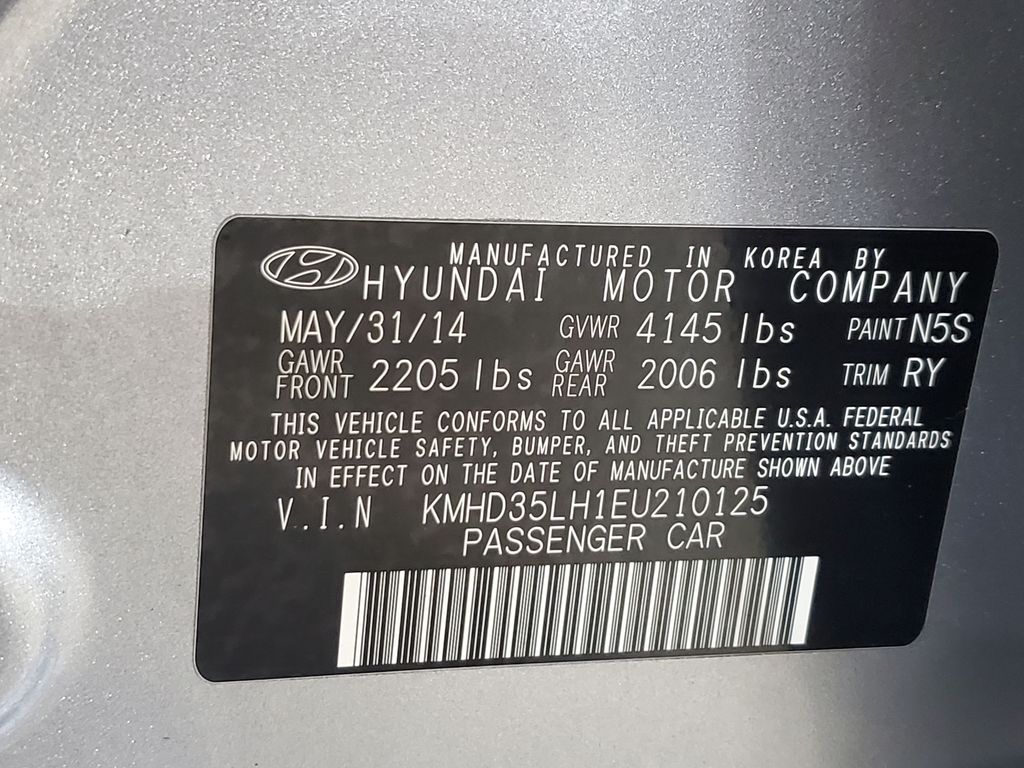 MANUFACTURED IN KOREA BY
HYUNDAI MOTOR COMPANY
MAY/31/14 GVWR 4145 lbs PAINT N5S
GAWR FRONT 2205 lbs GAWR REAR 2006 lbs TRIM RY
THIS VEHICLE CONFORMS TO ALL APPLICABLE U.S.A. FEDERAL
MOTOR VEHICLE SAFETY, BUMPER, AND THEFT PREVENTION STANDARDS
IN EFFECT ON THE DATE OF MANUFACTURE SHOWN ABOVE
V.I.N KMHD35LH1EU210125
PASSENGER CAR